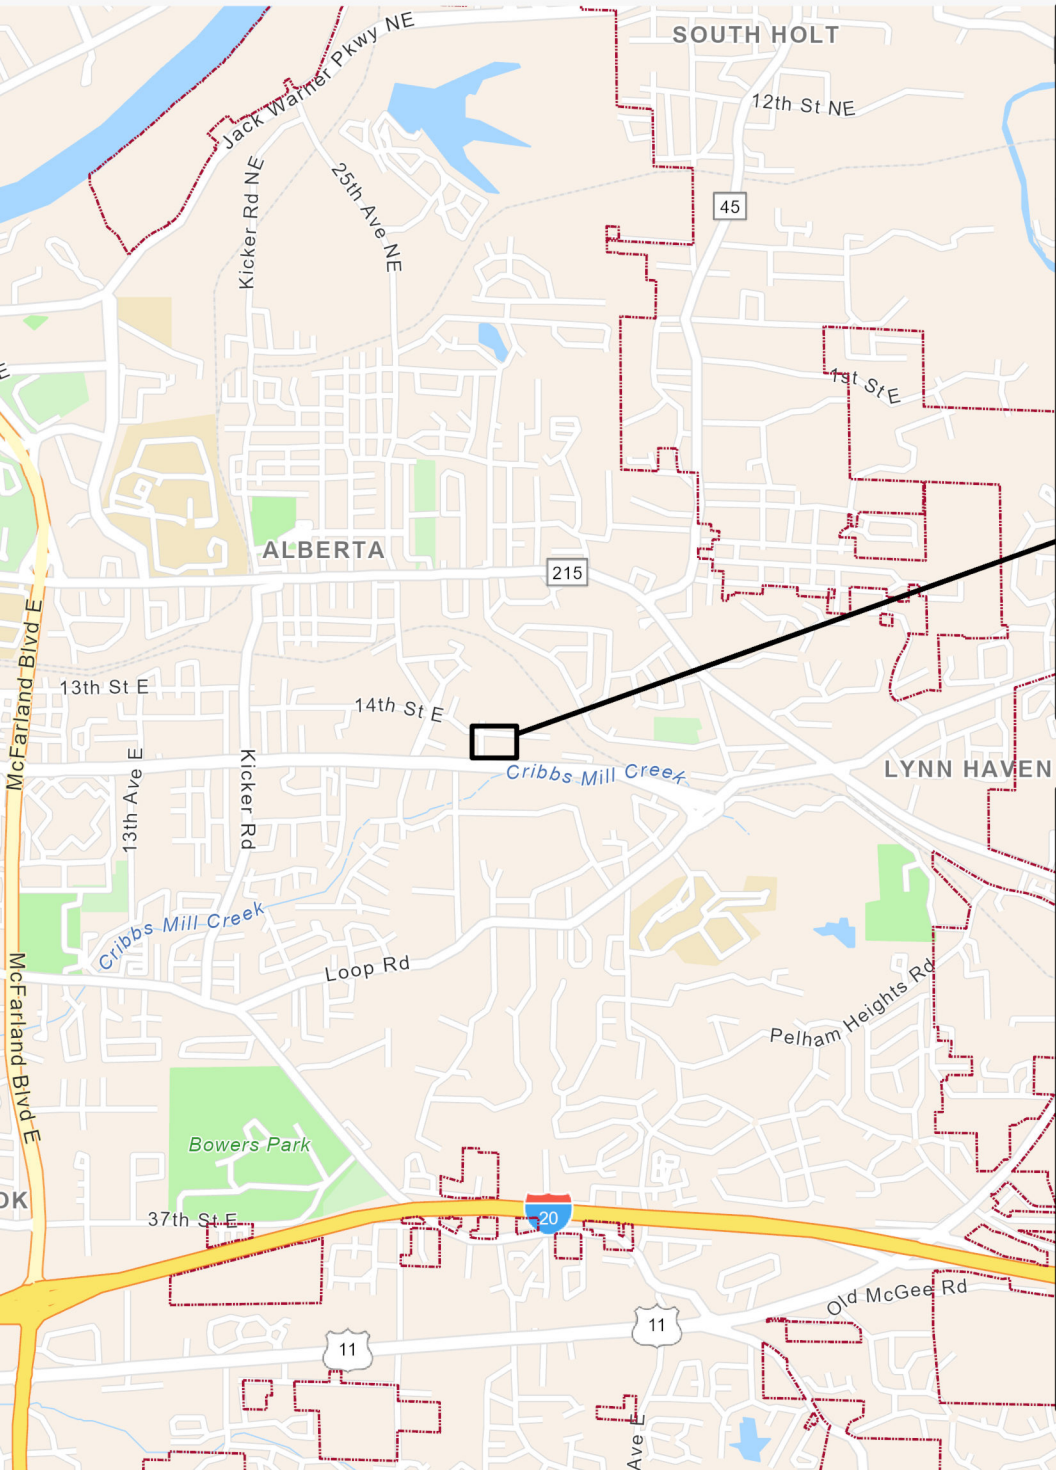 SOUTH HOLT
Jack Warner Pkwy NE
12th St NE
Kicker Rd NE
25th Ave NE
45
1st St E
E
ALBERTA
215
McFarland Blvd E
13th St E
14th St E
13th Ave E
Kicker Rd
Cribbs Mill Creek
LYNN HAVEN
Cribbs Mill Creek
Loop Rd
McFarland Blvd E
Pelham Heights Rd
Bowers Park
OK
37th St E
20
Old McGee Rd
11
11
Ave E